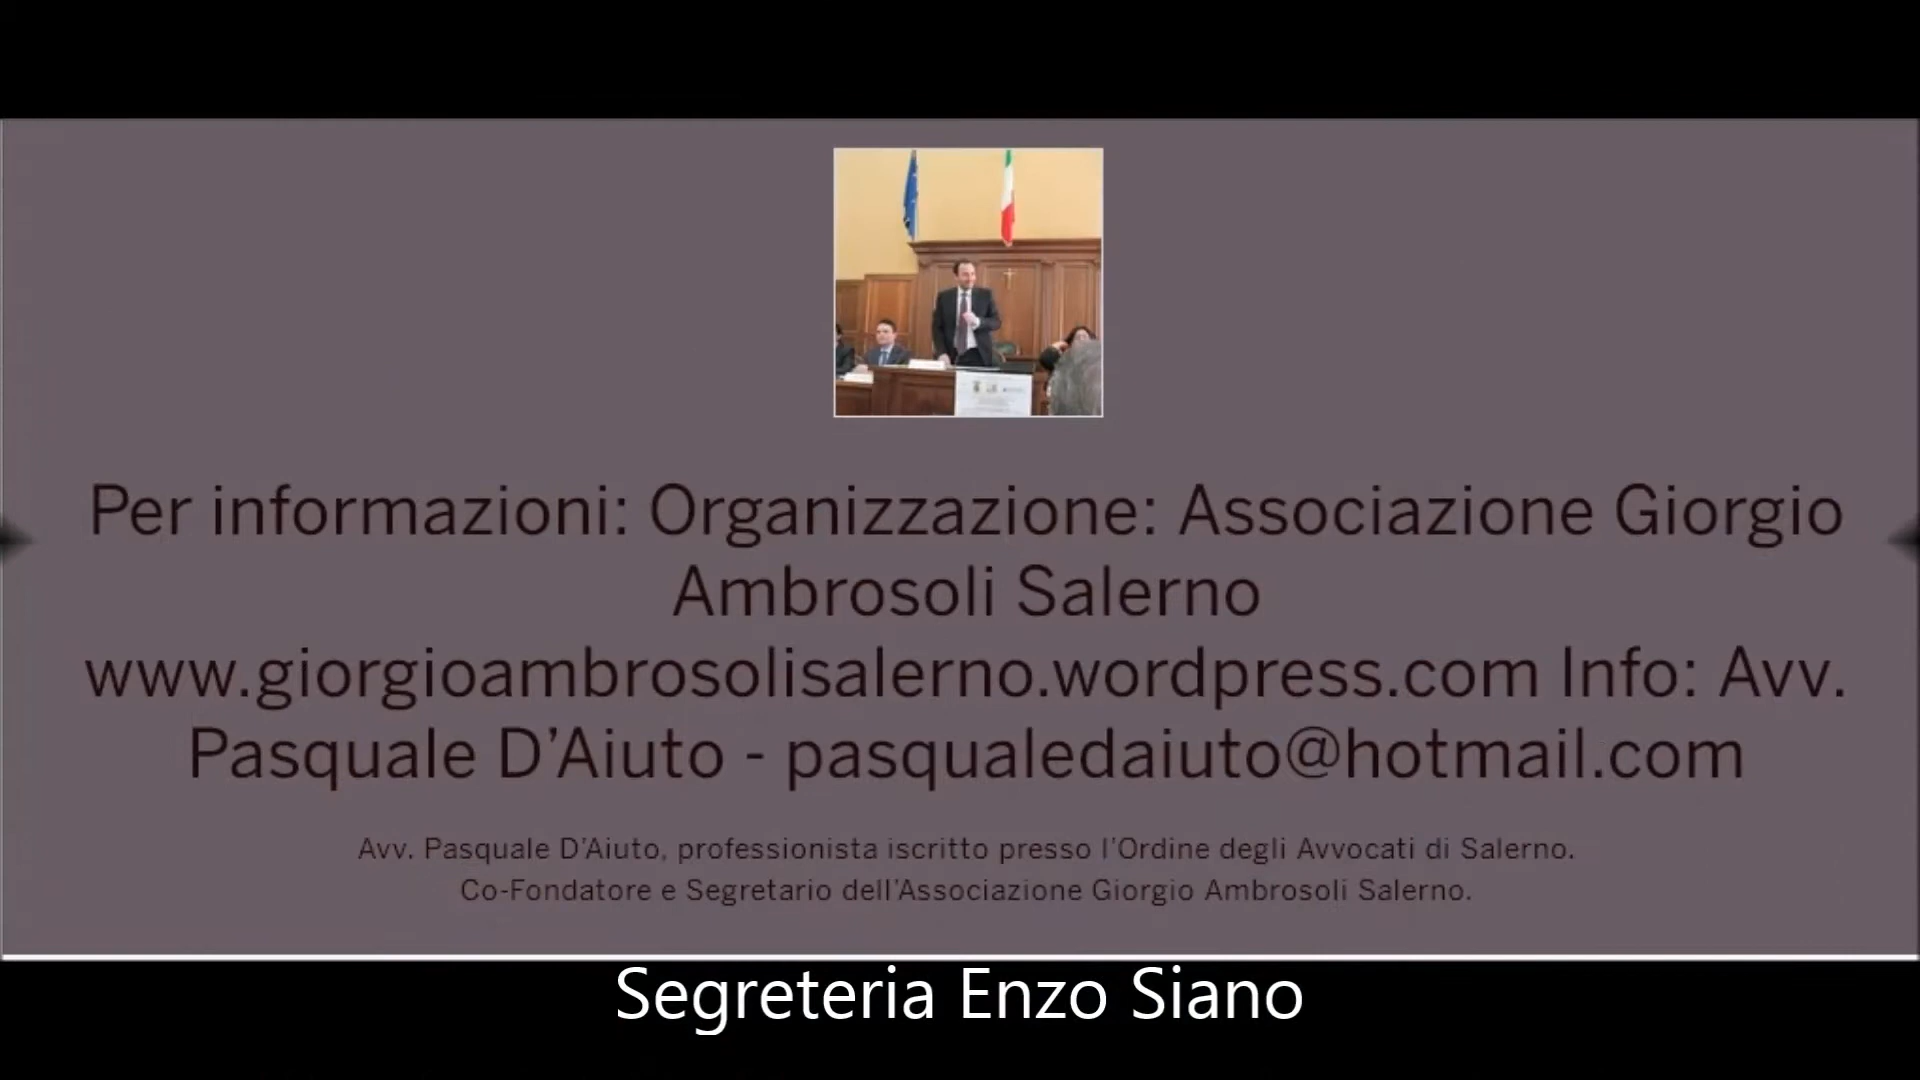 Per informazioni: Organizzazione: Associazione Giorgio
Ambrosoli Salerno
www.giorgioambrosolisalerno.wordpress.com Info: Avv.
Pasquale D’Aiuto - pasqualedaiuto@hotmail.com
Avv. Pasquale D’Aiuto, professionista iscritto presso l’Ordine degli Avvocati di Salerno.
Co-Fondatore e Segretario dell’Associazione Giorgio Ambrosoli Salerno.
Segreteria Enzo Siano